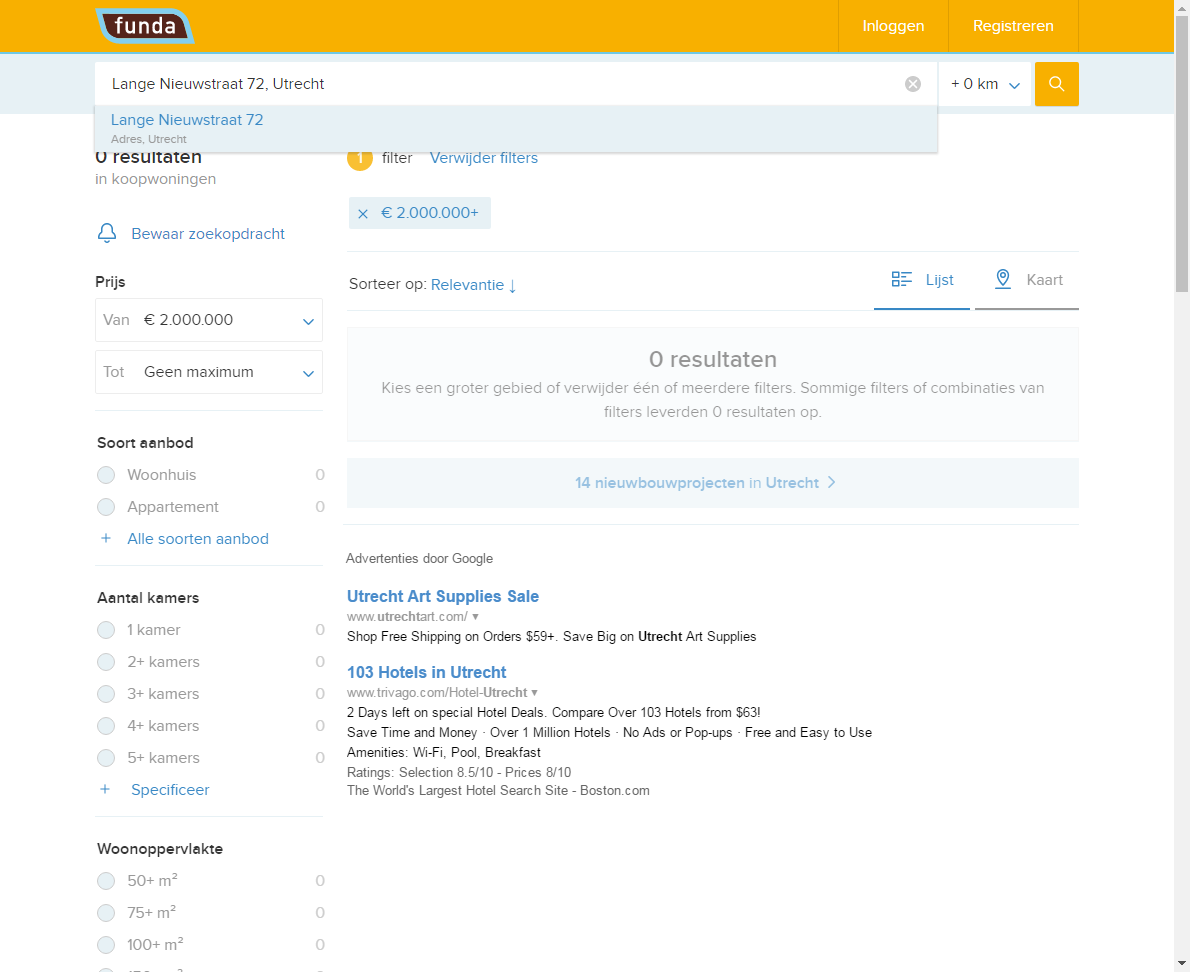 funda
Inloggen
Registreren
Lange Nieuwstraat 72, Utrecht
+ 0 km
Lange Nieuwstraat 72
Adres, Utrecht
0 resultaten
in koopwoningen
1 filter
Verwijder filters
€ 2.000.000+
Bewaar zoekopdracht
Sorteer op: Relevantie ↓
Lijst
Kaart
Prijs
Van € 2.000.000
Tot Geen maximum
0 resultaten
Kies een groter gebied of verwijder één of meerdere filters. Sommige filters of combinaties van
filters leverden 0 resultaten op.
14 nieuwbouwprojecten in Utrecht
Soort aanbod
Woonhuis 0
Appartement 0
+ Alle soorten aanbod
Aantal kamers
1 kamer 0
2+ kamers 0
3+ kamers 0
4+ kamers 0
5+ kamers 0
+ Specificeer
Woonoppervlakte
50+ m² 0
75+ m² 0
100+ m² 0
Advertenties door Google
Utrecht Art Supplies Sale
www.utrechtart.com/ ▼
Shop Free Shipping on Orders $59+. Save Big on Utrecht Art Supplies
103 Hotels in Utrecht
www.trivago.com/Hotel-Utrecht ▼
2 Days left on special Hotel Deals. Compare Over 103 Hotels from $63!
Save Time and Money · Over 1 Million Hotels · No Ads or Pop-ups · Free and Easy to Use
Amenities: Wi-Fi, Pool, Breakfast
Ratings: Selection 8.5/10 - Prices 8/10
The World's Largest Hotel Search Site - Boston.com